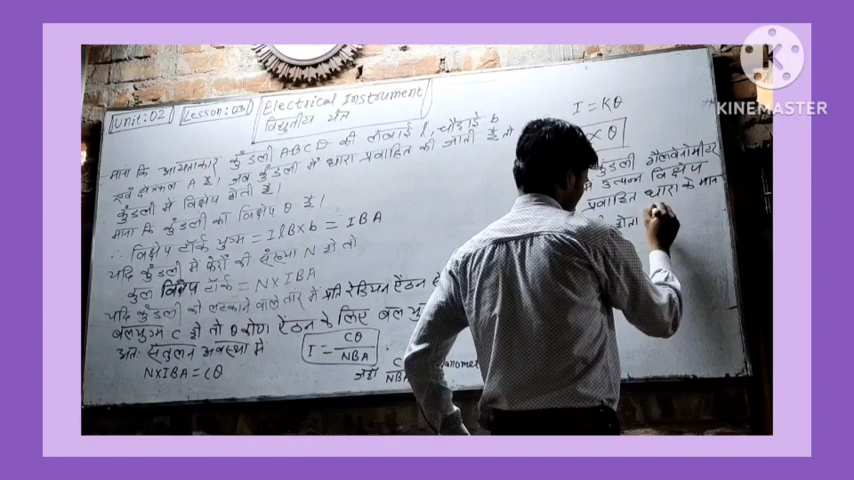 Unit:02 Lesson:03 Electrical Instrument
विद्युतीय यंत्र
माना कि आयताकार कुँडली ABCD की लंबाई l, चौड़ाई b
एवं क्षेत्रफल A है, जब कुँडली में धारा प्रवाहित की जाती है तो
कुँडली में विक्षेप होती है।
माना कि कुँडली का विक्षेप θ है।
∴ विक्षेप टॉर्क युग्म = IlB×b = IBA
यदि कुँडली में फेरों की संख्या N हो तो
कुल विक्षेप टॉर्क = N×IBA
यदि कुँडली को लटकाने वाले तार में प्रति रेडियन ऐंठन
बलयुग्म C हो तो θ कोण ऐंठन के लिए बल
अतः संतुलन अवस्था में
N×IBA = Cθ
I = Cθ/NBA
जहाँ C/NBA
I = Kθ
∝ θ
कुंडली गैल्वेनोमीटर
में उत्पन्न विक्षेप
प्रवाहित धारा के मान
होता
KINEMASTER